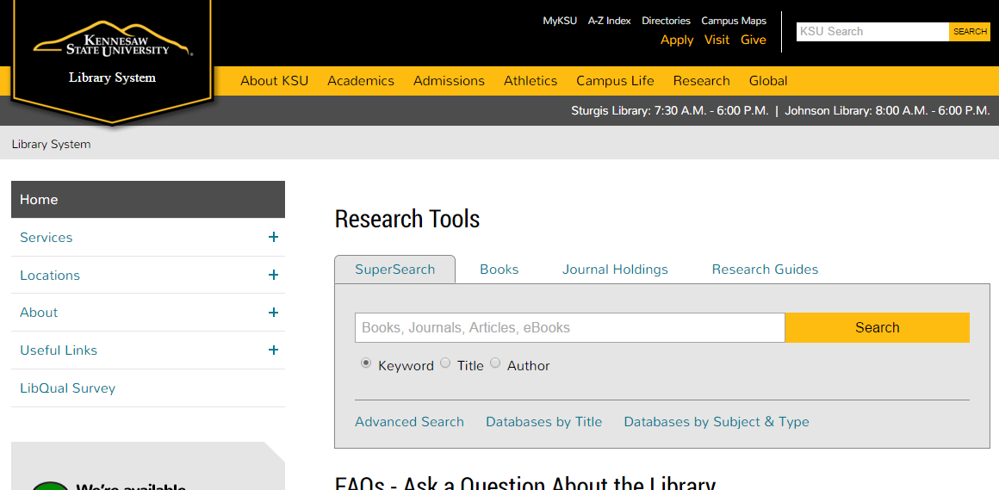 KENNESAW
STATE UNIVERSITY
Library System
MyKSU A-Z Index Directories Campus Maps
Apply Visit Give
KSU Search SEARCH
About KSU Academics Admissions Athletics Campus Life Research Global
Sturgis Library: 7:30 A.M. - 6:00 P.M. | Johnson Library: 8:00 A.M. - 6:00 P.M.
Library System
Home
Services +
Locations +
About +
Useful Links +
LibQual Survey
We're available
Research Tools
SuperSearch Books Journal Holdings Research Guides
Books, Journals, Articles, eBooks Search
Keyword Title Author
Advanced Search Databases by Title Databases by Subject & Type
FAQs - Ask a Question About the Library